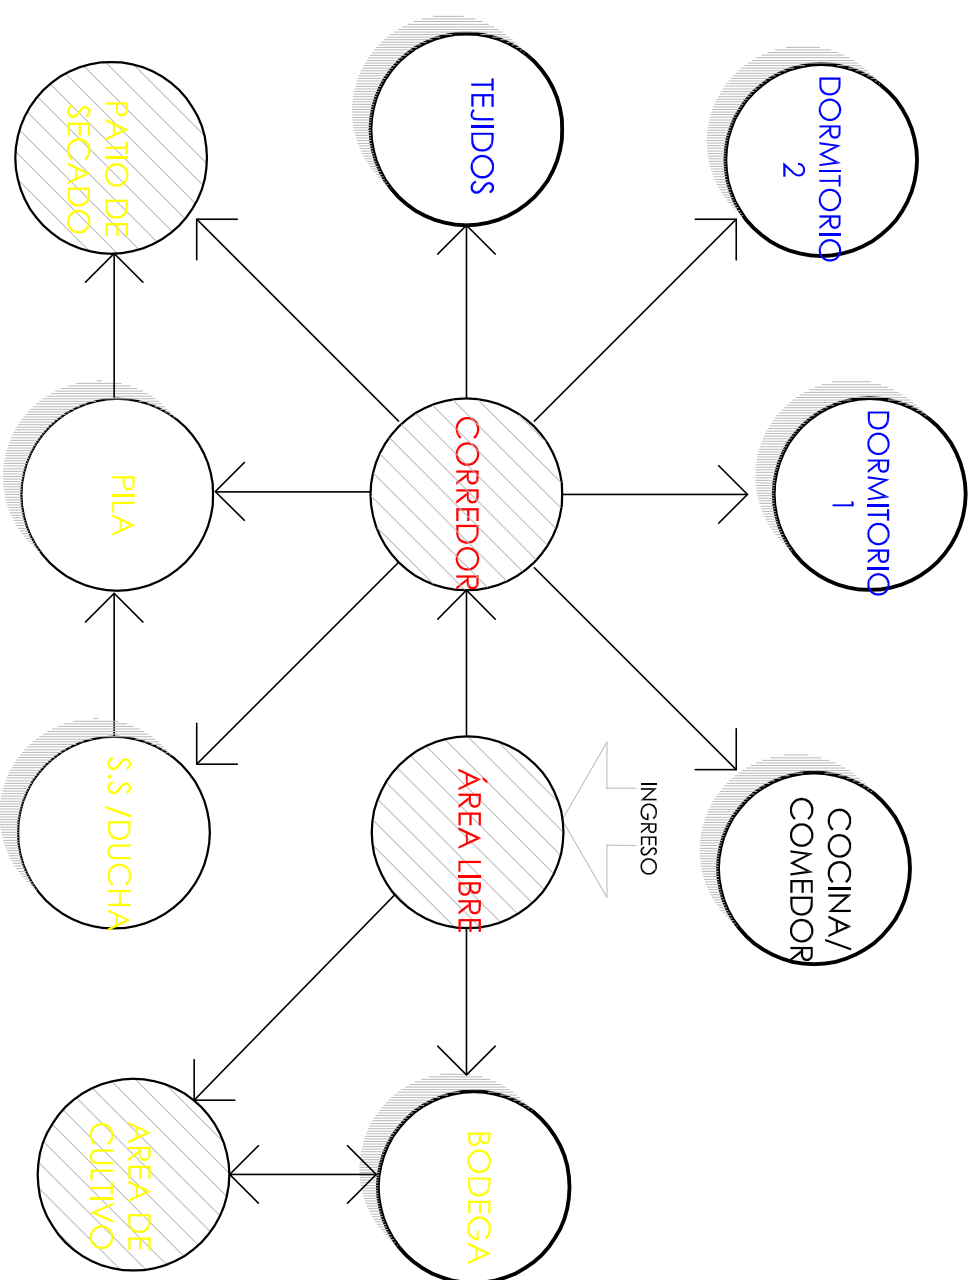 DORMITORIO
2
DORMITORIO
1
COCINA/
COMEDOR
INGRESO
TEJIDOS
CORREDOR
ÁREA LIBRE
BODEGA
PATIO DE
SECADO
PILA
S.S /DUCHA
AREA DE
CULTIVO